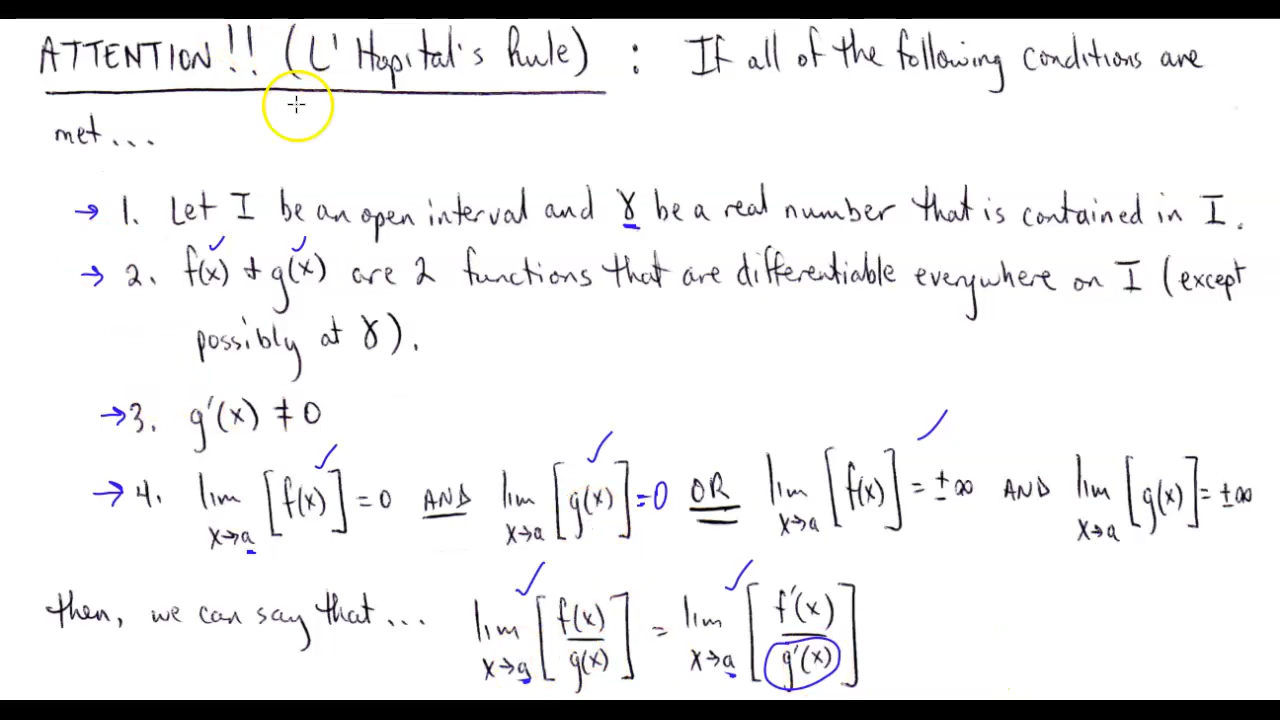 ATTENTION!! (L'Hopital's Rule) : If all of the following conditions are
met...
→ 1. Let I be an open interval and γ be a real number that is contained in I.
→ 2. f(x) + g(x) are 2 functions that are differentiable everywhere on I (except
possibly at γ).
→ 3. g'(x) ≠ 0
→ 4. lim x→a [f(x)] = 0 AND lim x→a [g(x)] = 0 OR lim x→a [f(x)] = ±∞ AND lim x→a [g(x)] = ±∞
then, we can say that... lim x→a [f(x)/g(x)] = lim x→a [f'(x)/g'(x)]